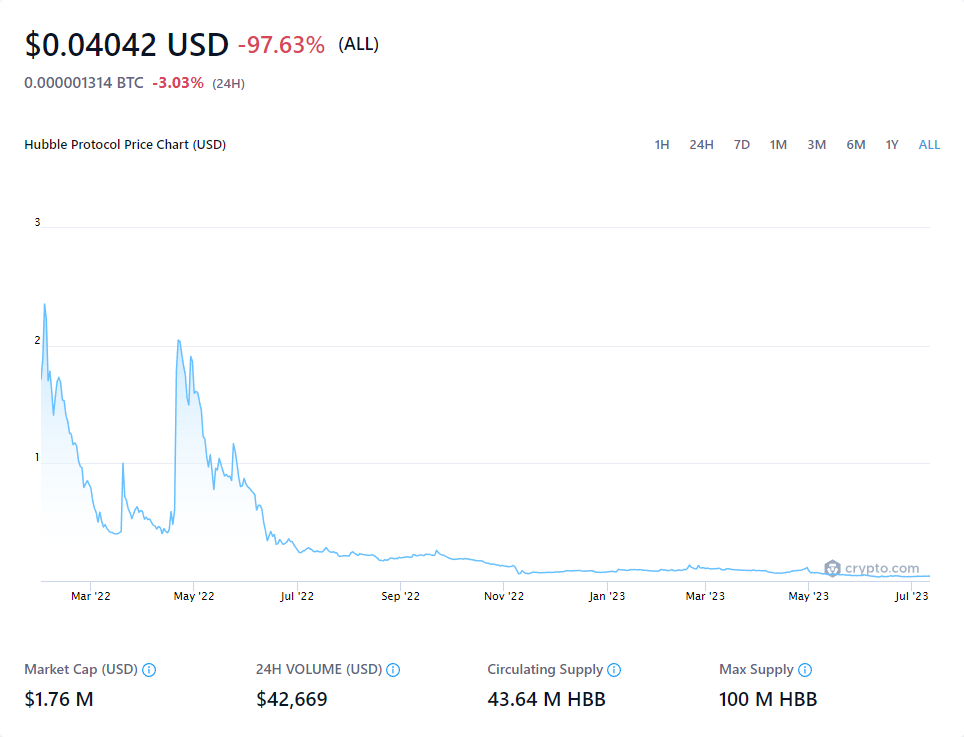 $0.04042 USD -97.63% (ALL)
0.000001314 BTC -3.03% (24H)
Hubble Protocol Price Chart (USD) 1H 24H 7D 1M 3M 6M 1Y ALL
3
2
1
crypto.com
Mar '22 May '22 Jul '22 Sep '22 Nov '22 Jan '23 Mar '23 May '23 Jul '23
Market Cap (USD) 24H VOLUME (USD) Circulating Supply Max Supply
$1.76 M $42,669 43.64 M HBB 100 M HBB